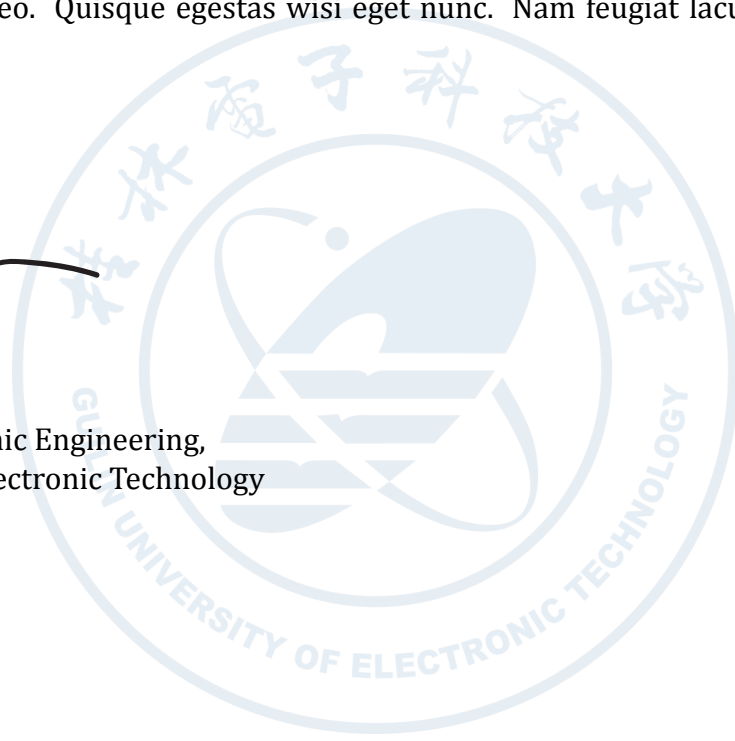 eo. Quisque egestas wisi eget nunc. Nam feugiat lacu
桂林電子科技大学
nic Engineering,
ectronic Technology
GUILIN UNIVERSITY OF ELECTRONIC TECHNOLOGY